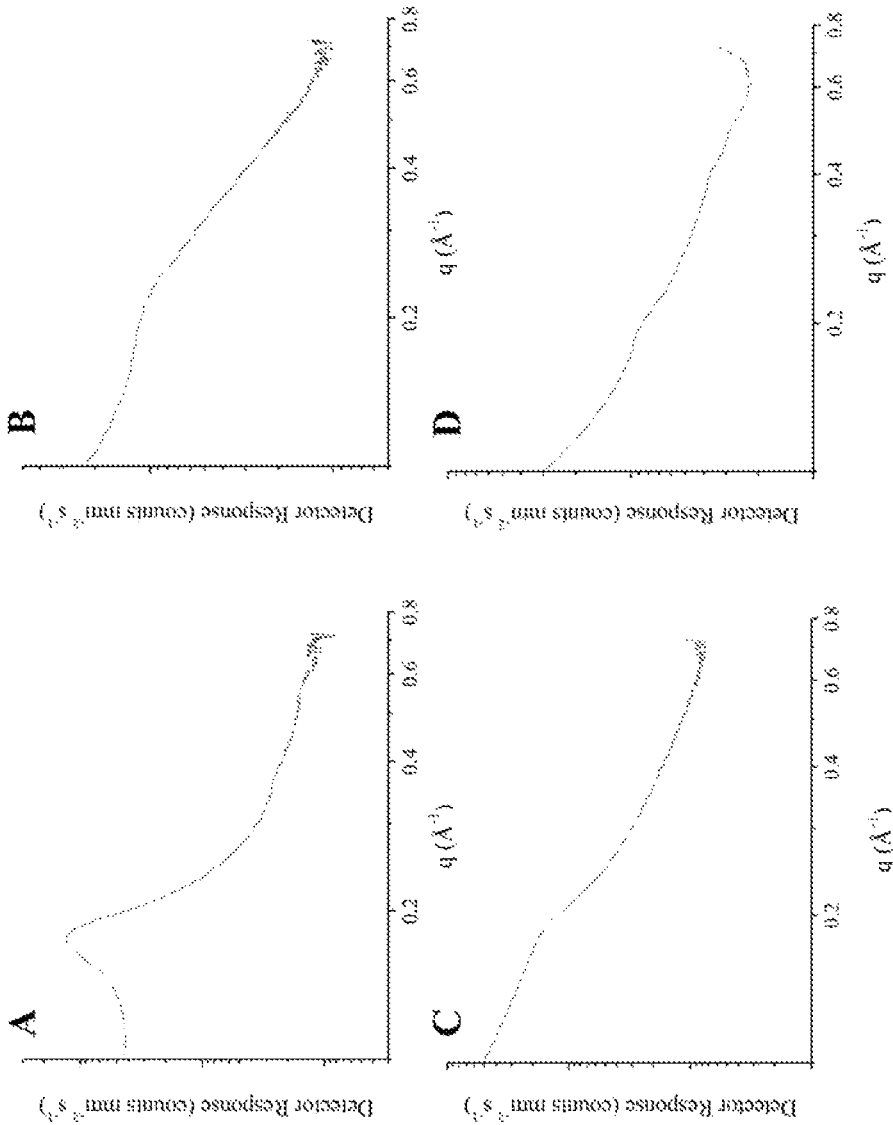 A
Detector Response (counts mm⁻² s⁻¹)
0.2
0.4
0.6
0.8
q (Å⁻¹)
B
Detector Response (counts mm⁻² s⁻¹)
0.2
0.4
0.6
0.8
q (Å⁻¹)
C
Detector Response (counts mm⁻² s⁻¹)
0.2
0.4
0.6
0.8
q (Å⁻¹)
D
Detector Response (counts mm⁻² s⁻¹)
0.2
0.4
0.6
0.8
q (Å⁻¹)